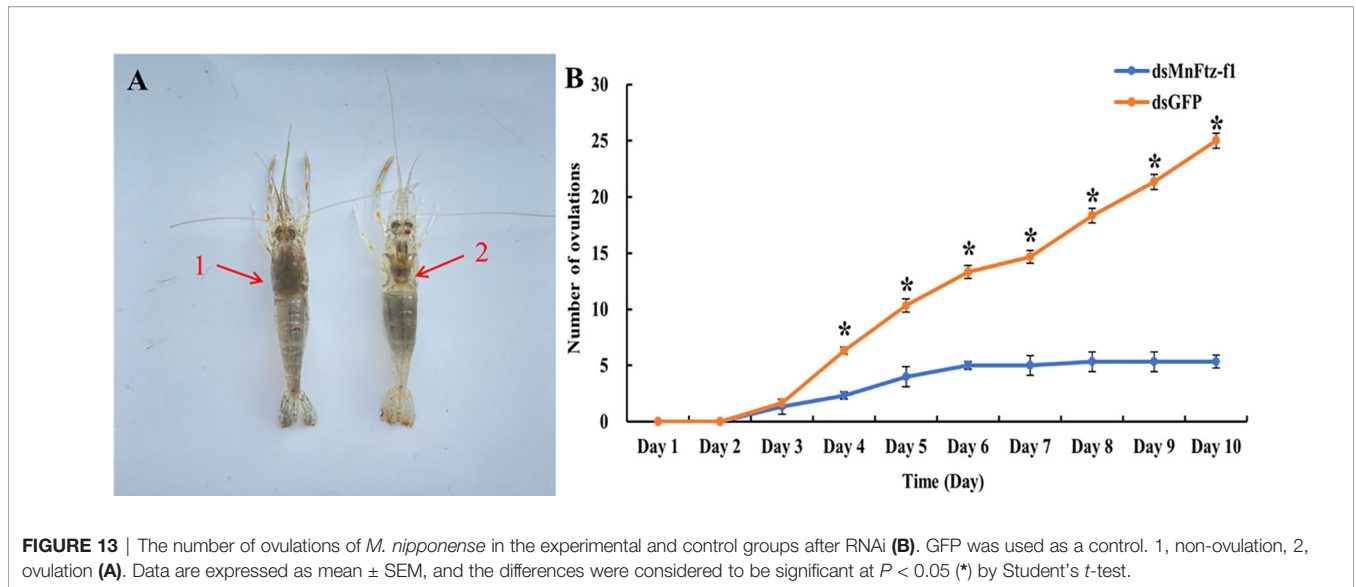 A
1
2
B
dsMnFtz-f1
dsGFP
Number of ovulations
30
25
20
15
10
5
0
* * * * * * *
Day 1 Day 2 Day 3 Day 4 Day 5 Day 6 Day 7 Day 8 Day 9 Day 10
Time (Day)
FIGURE 13 | The number of ovulations of M. nipponense in the experimental and control groups after RNAi (B). GFP was used as a control. 1, non-ovulation, 2,
ovulation (A). Data are expressed as mean ± SEM, and the differences were considered to be significant at P < 0.05 (*) by Student’s t-test.